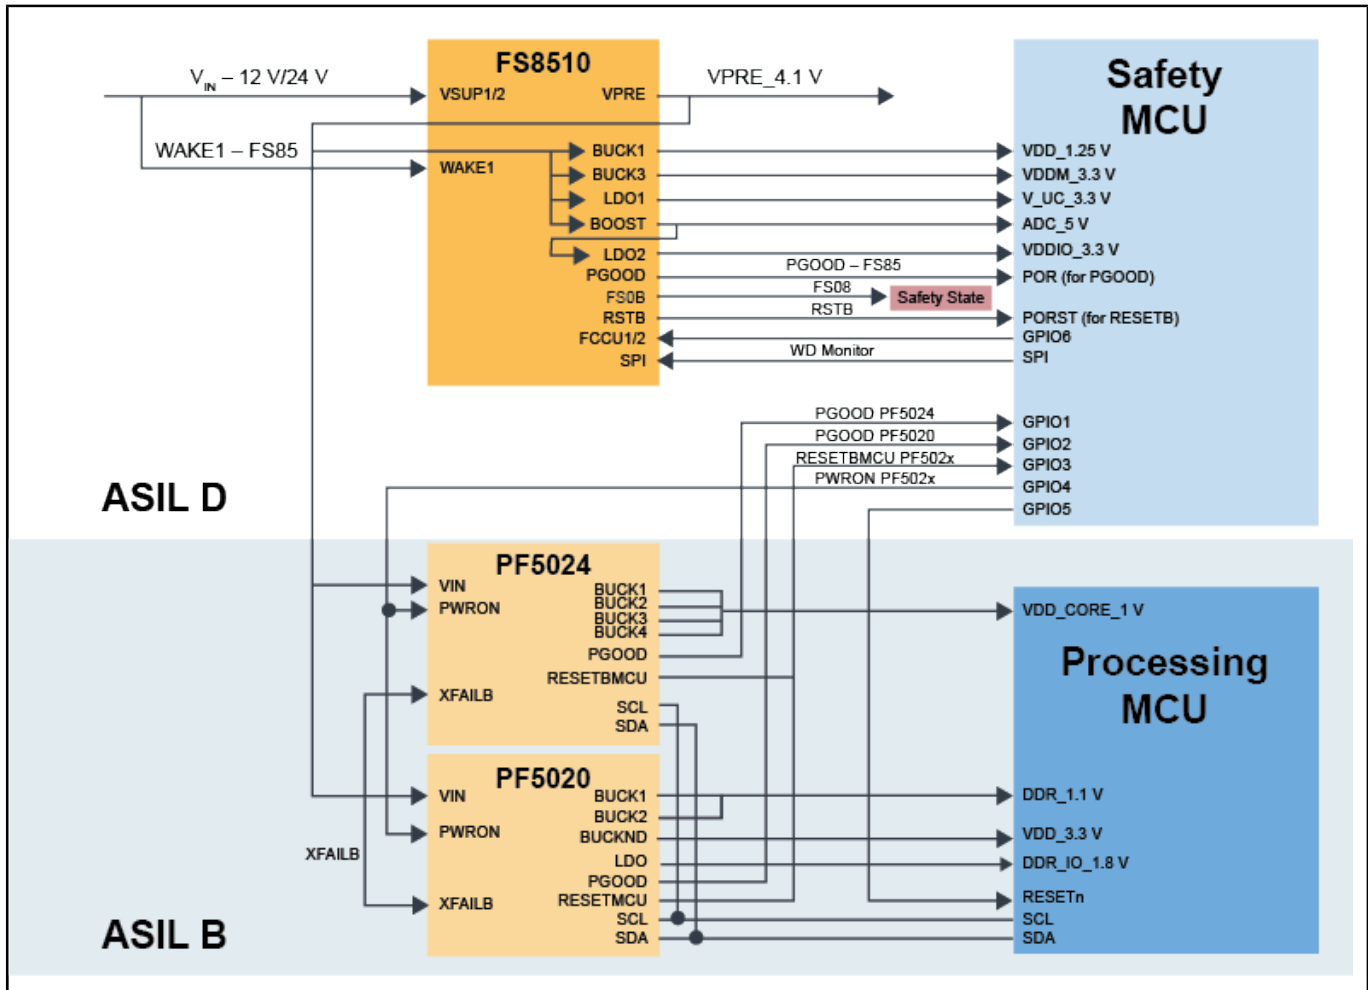 FS8510
Safety
MCU
V_IN – 12 V/24 V
VSUP1/2
VPRE
VPRE_4.1 V
WAKE1 – FS85
WAKE1
BUCK1
VDD_1.25 V
BUCK3
VDDM_3.3 V
LDO1
V_UC_3.3 V
BOOST
ADC_5 V
LDO2
VDDIO_3.3 V
PGOOD
PGOOD – FS85
POR (for PGOOD)
FS0B
FS08
Safety State
RSTB
RSTB
PORST (for RESETB)
FCCU1/2
GPIO6
SPI
WD Monitor
SPI
PGOOD PF5024
GPIO1
PGOOD PF5020
GPIO2
RESETBMCU PF502x
GPIO3
PWRON PF502x
GPIO4
GPIO5
ASIL D
PF5024
VIN
BUCK1
PWRON
BUCK2
BUCK3
BUCK4
VDD_CORE_1 V
PGOOD
RESETBMCU
XFAILB
SCL
SDA
Processing
MCU
PF5020
VIN
BUCK1
DDR_1.1 V
BUCK2
PWRON
BUCKND
VDD_3.3 V
XFAILB
LDO
DDR_IO_1.8 V
PGOOD
XFAILB
RESETMCU
RESETn
SCL
SCL
SDA
SDA
ASIL B